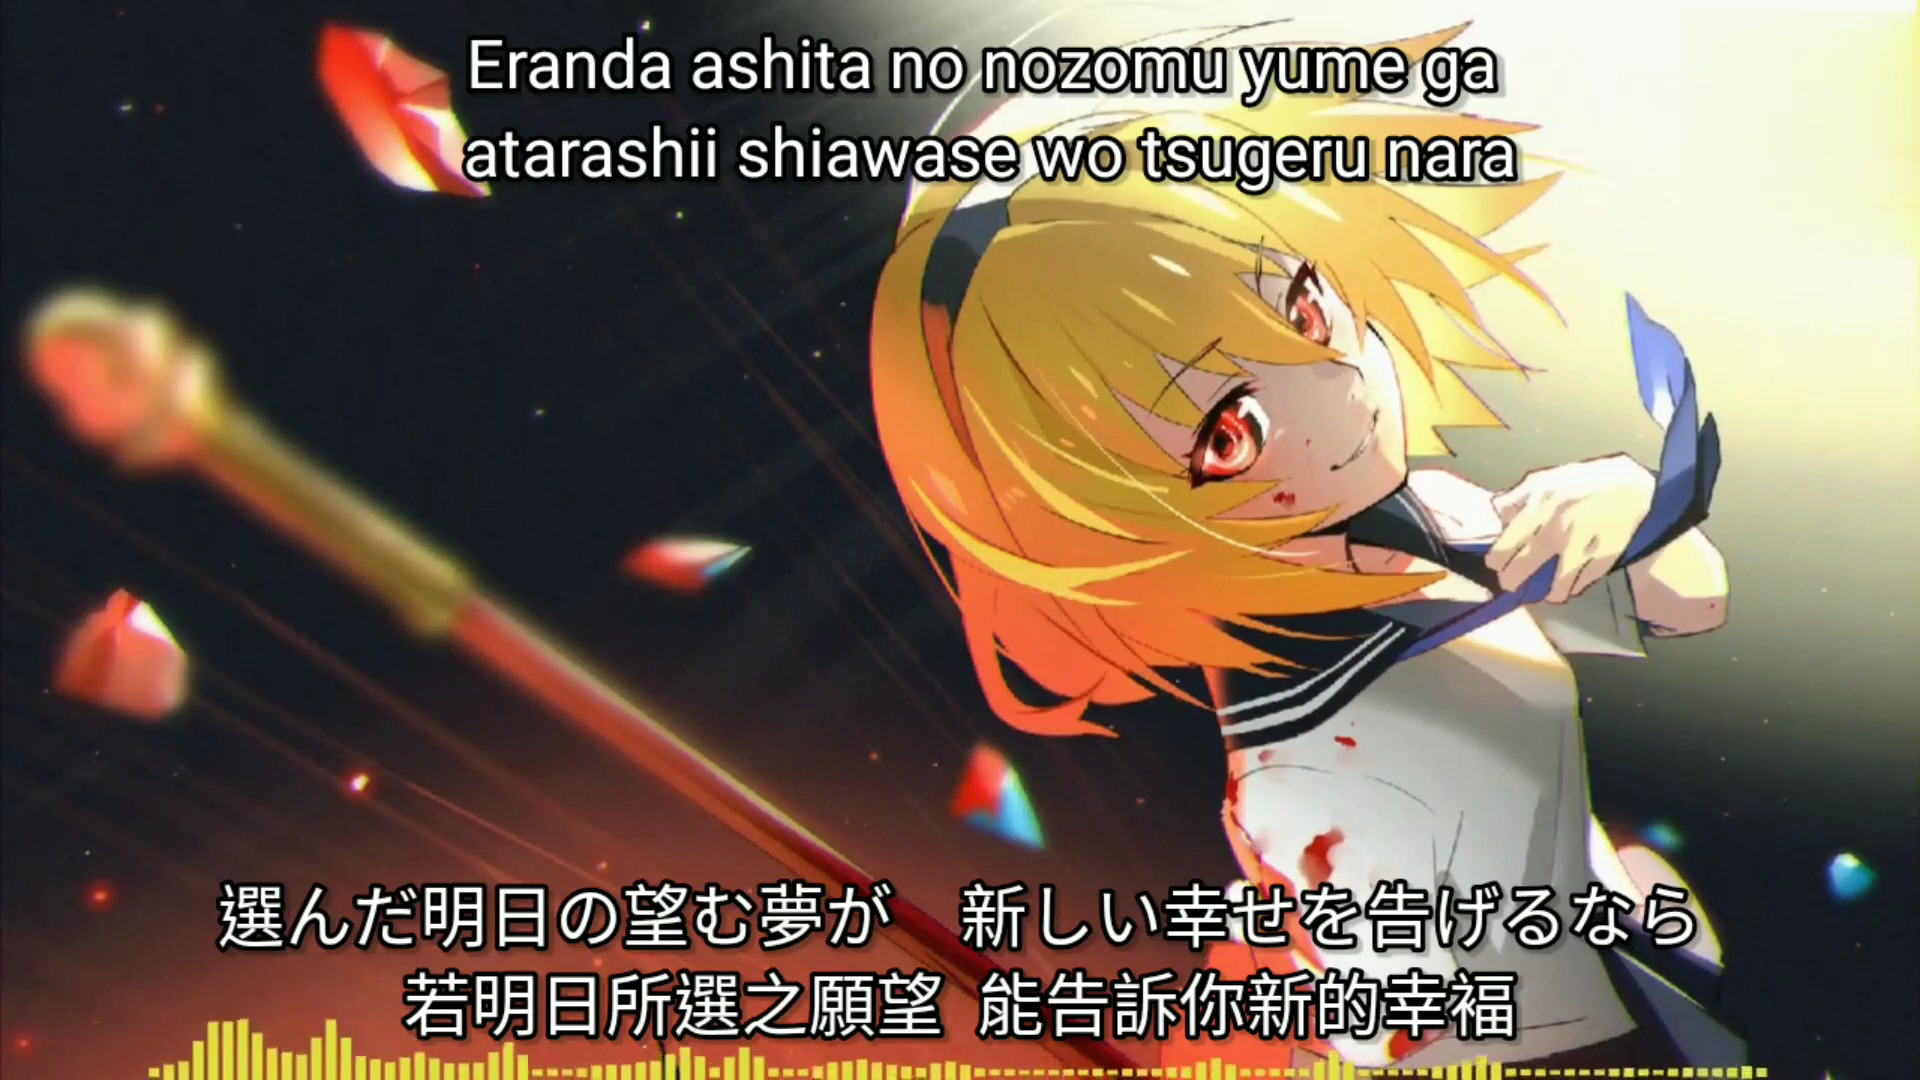 Eranda ashita no nozomu yume ga
atarashii shiawase wo tsugeru nara
選んだ明日の望む夢が　新しい幸せを告げるなら
若明日所選之願望 能告訴你新的幸福